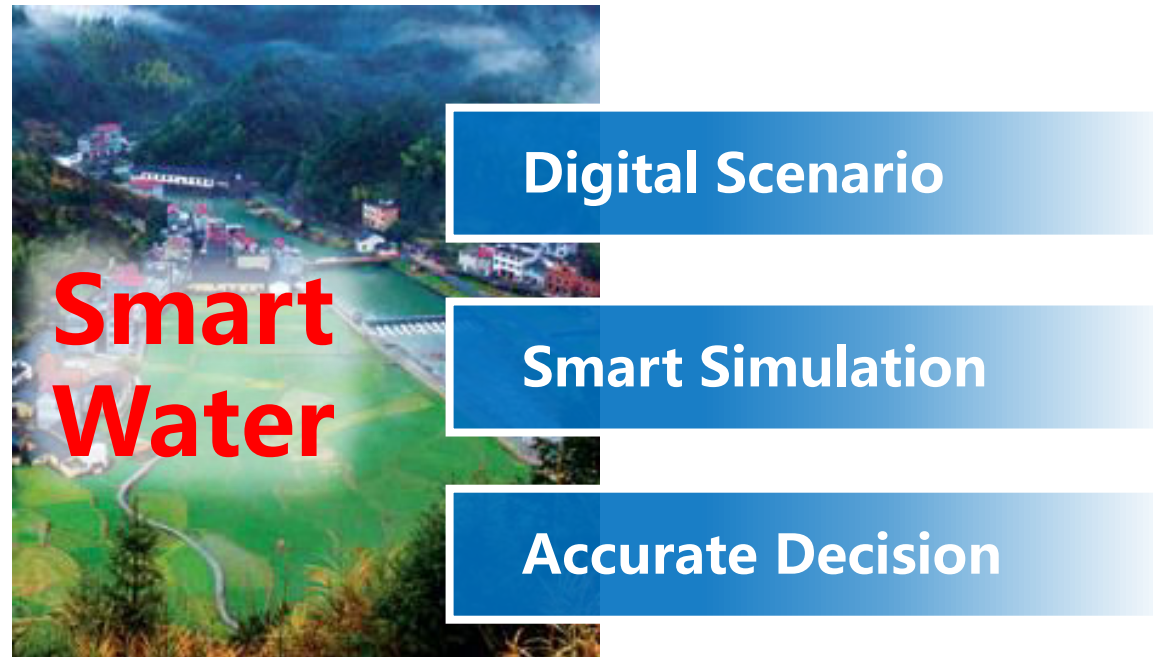 Smart
Water
Digital Scenario
Smart Simulation
Accurate Decision